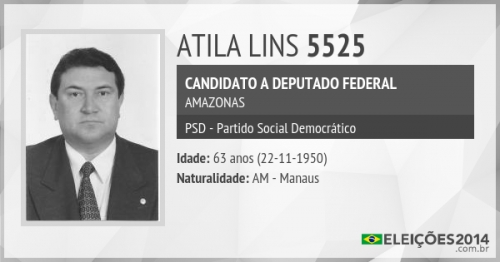 ATILA LINS 5525
CANDIDATO A DEPUTADO FEDERAL
AMAZONAS
PSD - Partido Social Democrático
Idade: 63 anos (22-11-1950)
Naturalidade: AM - Manaus
ELEIÇÕES2014
.com.br